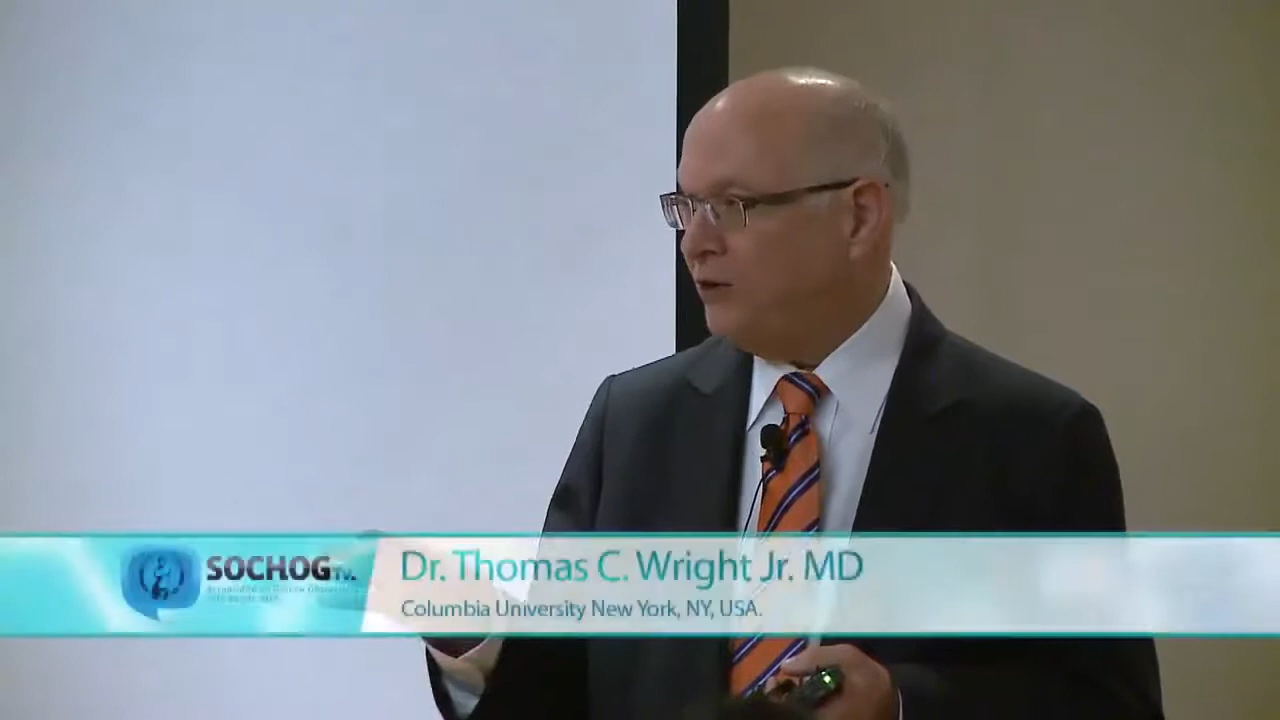 SOCHOG TV.
Dr. Thomas C. Wright Jr. MD
Columbia University New York, NY, USA.